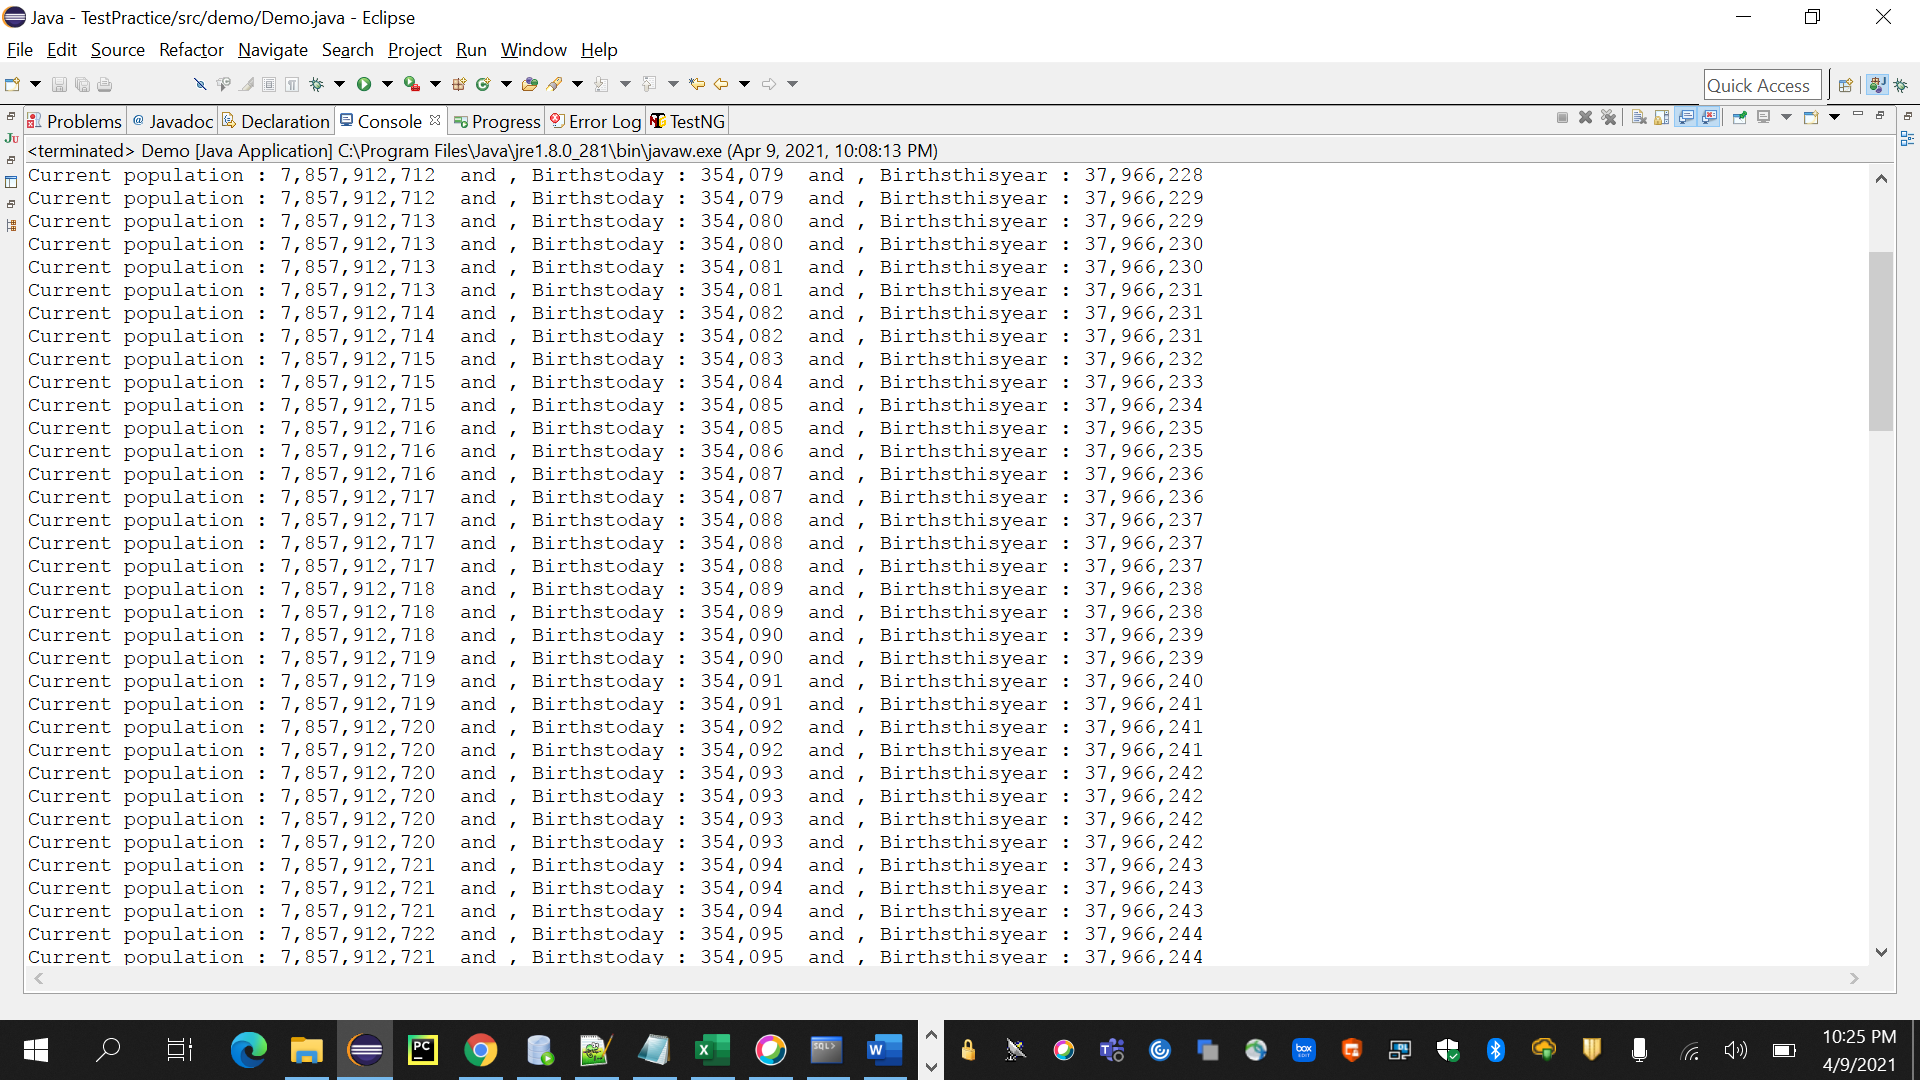 Java - TestPractice/src/demo/Demo.java - Eclipse
File Edit Source Refactor Navigate Search Project Run Window Help
Quick Access
Problems @ Javadoc Declaration Console Progress Error Log TestNG
<terminated> Demo [Java Application] C:\Program Files\Java\jre1.8.0_281\bin\javaw.exe (Apr 9, 2021, 10:08:13 PM)
Current population : 7,857,912,712  and , Birthstoday : 354,079  and , Birthsthisyear : 37,966,228
Current population : 7,857,912,712  and , Birthstoday : 354,079  and , Birthsthisyear : 37,966,229
Current population : 7,857,912,713  and , Birthstoday : 354,080  and , Birthsthisyear : 37,966,229
Current population : 7,857,912,713  and , Birthstoday : 354,080  and , Birthsthisyear : 37,966,230
Current population : 7,857,912,713  and , Birthstoday : 354,081  and , Birthsthisyear : 37,966,230
Current population : 7,857,912,713  and , Birthstoday : 354,081  and , Birthsthisyear : 37,966,231
Current population : 7,857,912,714  and , Birthstoday : 354,082  and , Birthsthisyear : 37,966,231
Current population : 7,857,912,714  and , Birthstoday : 354,082  and , Birthsthisyear : 37,966,231
Current population : 7,857,912,715  and , Birthstoday : 354,083  and , Birthsthisyear : 37,966,232
Current population : 7,857,912,715  and , Birthstoday : 354,084  and , Birthsthisyear : 37,966,233
Current population : 7,857,912,715  and , Birthstoday : 354,085  and , Birthsthisyear : 37,966,234
Current population : 7,857,912,716  and , Birthstoday : 354,085  and , Birthsthisyear : 37,966,235
Current population : 7,857,912,716  and , Birthstoday : 354,086  and , Birthsthisyear : 37,966,235
Current population : 7,857,912,716  and , Birthstoday : 354,087  and , Birthsthisyear : 37,966,236
Current population : 7,857,912,717  and , Birthstoday : 354,087  and , Birthsthisyear : 37,966,236
Current population : 7,857,912,717  and , Birthstoday : 354,088  and , Birthsthisyear : 37,966,237
Current population : 7,857,912,717  and , Birthstoday : 354,088  and , Birthsthisyear : 37,966,237
Current population : 7,857,912,717  and , Birthstoday : 354,088  and , Birthsthisyear : 37,966,237
Current population : 7,857,912,718  and , Birthstoday : 354,089  and , Birthsthisyear : 37,966,238
Current population : 7,857,912,718  and , Birthstoday : 354,089  and , Birthsthisyear : 37,966,238
Current population : 7,857,912,718  and , Birthstoday : 354,090  and , Birthsthisyear : 37,966,239
Current population : 7,857,912,719  and , Birthstoday : 354,090  and , Birthsthisyear : 37,966,239
Current population : 7,857,912,719  and , Birthstoday : 354,091  and , Birthsthisyear : 37,966,240
Current population : 7,857,912,719  and , Birthstoday : 354,091  and , Birthsthisyear : 37,966,241
Current population : 7,857,912,720  and , Birthstoday : 354,092  and , Birthsthisyear : 37,966,241
Current population : 7,857,912,720  and , Birthstoday : 354,092  and , Birthsthisyear : 37,966,241
Current population : 7,857,912,720  and , Birthstoday : 354,093  and , Birthsthisyear : 37,966,242
Current population : 7,857,912,720  and , Birthstoday : 354,093  and , Birthsthisyear : 37,966,242
Current population : 7,857,912,720  and , Birthstoday : 354,093  and , Birthsthisyear : 37,966,242
Current population : 7,857,912,720  and , Birthstoday : 354,093  and , Birthsthisyear : 37,966,242
Current population : 7,857,912,721  and , Birthstoday : 354,094  and , Birthsthisyear : 37,966,243
Current population : 7,857,912,721  and , Birthstoday : 354,094  and , Birthsthisyear : 37,966,243
Current population : 7,857,912,721  and , Birthstoday : 354,094  and , Birthsthisyear : 37,966,243
Current population : 7,857,912,722  and , Birthstoday : 354,095  and , Birthsthisyear : 37,966,244
Current population : 7,857,912,721  and , Birthstoday : 354,095  and , Birthsthisyear : 37,966,244
10:25 PM
4/9/2021